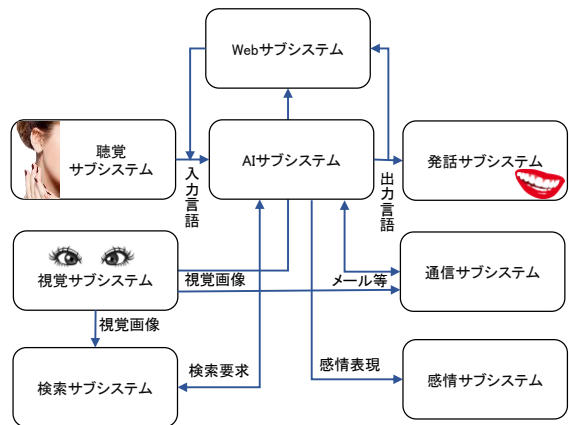 Webサブシステム
聴覚
サブシステム
AIサブシステム
発話サブシステム
入力言語
出力言語
視覚サブシステム
視覚画像
メール等
通信サブシステム
視覚画像
検索サブシステム
検索要求
感情表現
感情サブシステム